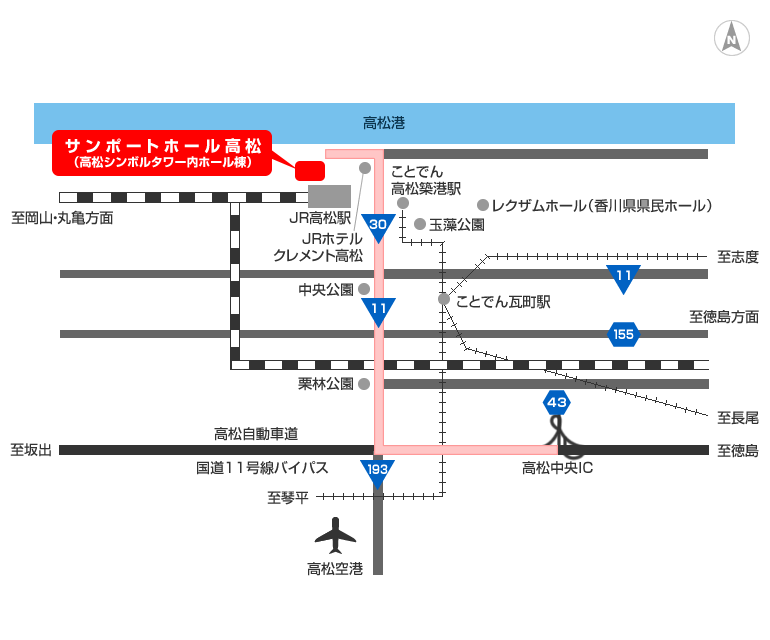 N
高松港
サンポートホール高松
（高松シンボルタワー内ホール棟）
ことでん
高松築港駅
レクザムホール（香川県県民ホール）
至岡山・丸亀方面
JR高松駅
30
玉藻公園
JRホテル
クレメント高松
至志度
11
中央公園
11
ことでん瓦町駅
至徳島方面
155
栗林公園
43
至長尾
高松自動車道
至坂出
至徳島
国道11号線バイパス
193
高松中央IC
至琴平
高松空港